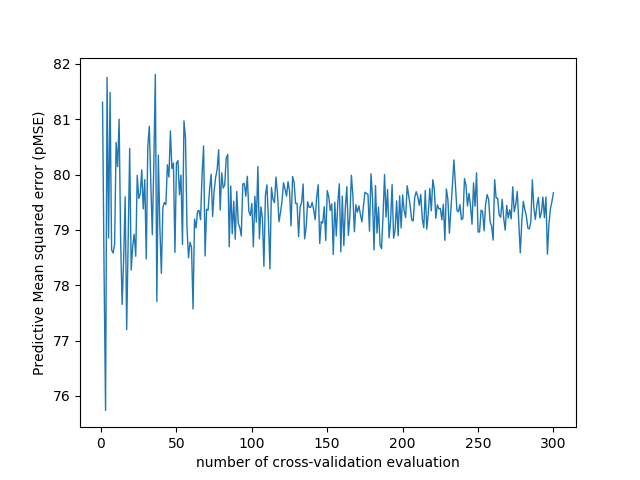 82
81
80
79
78
77
76
Predictive Mean squared error (pMSE)
0 50 100 150 200 250 300
number of cross-validation evaluation